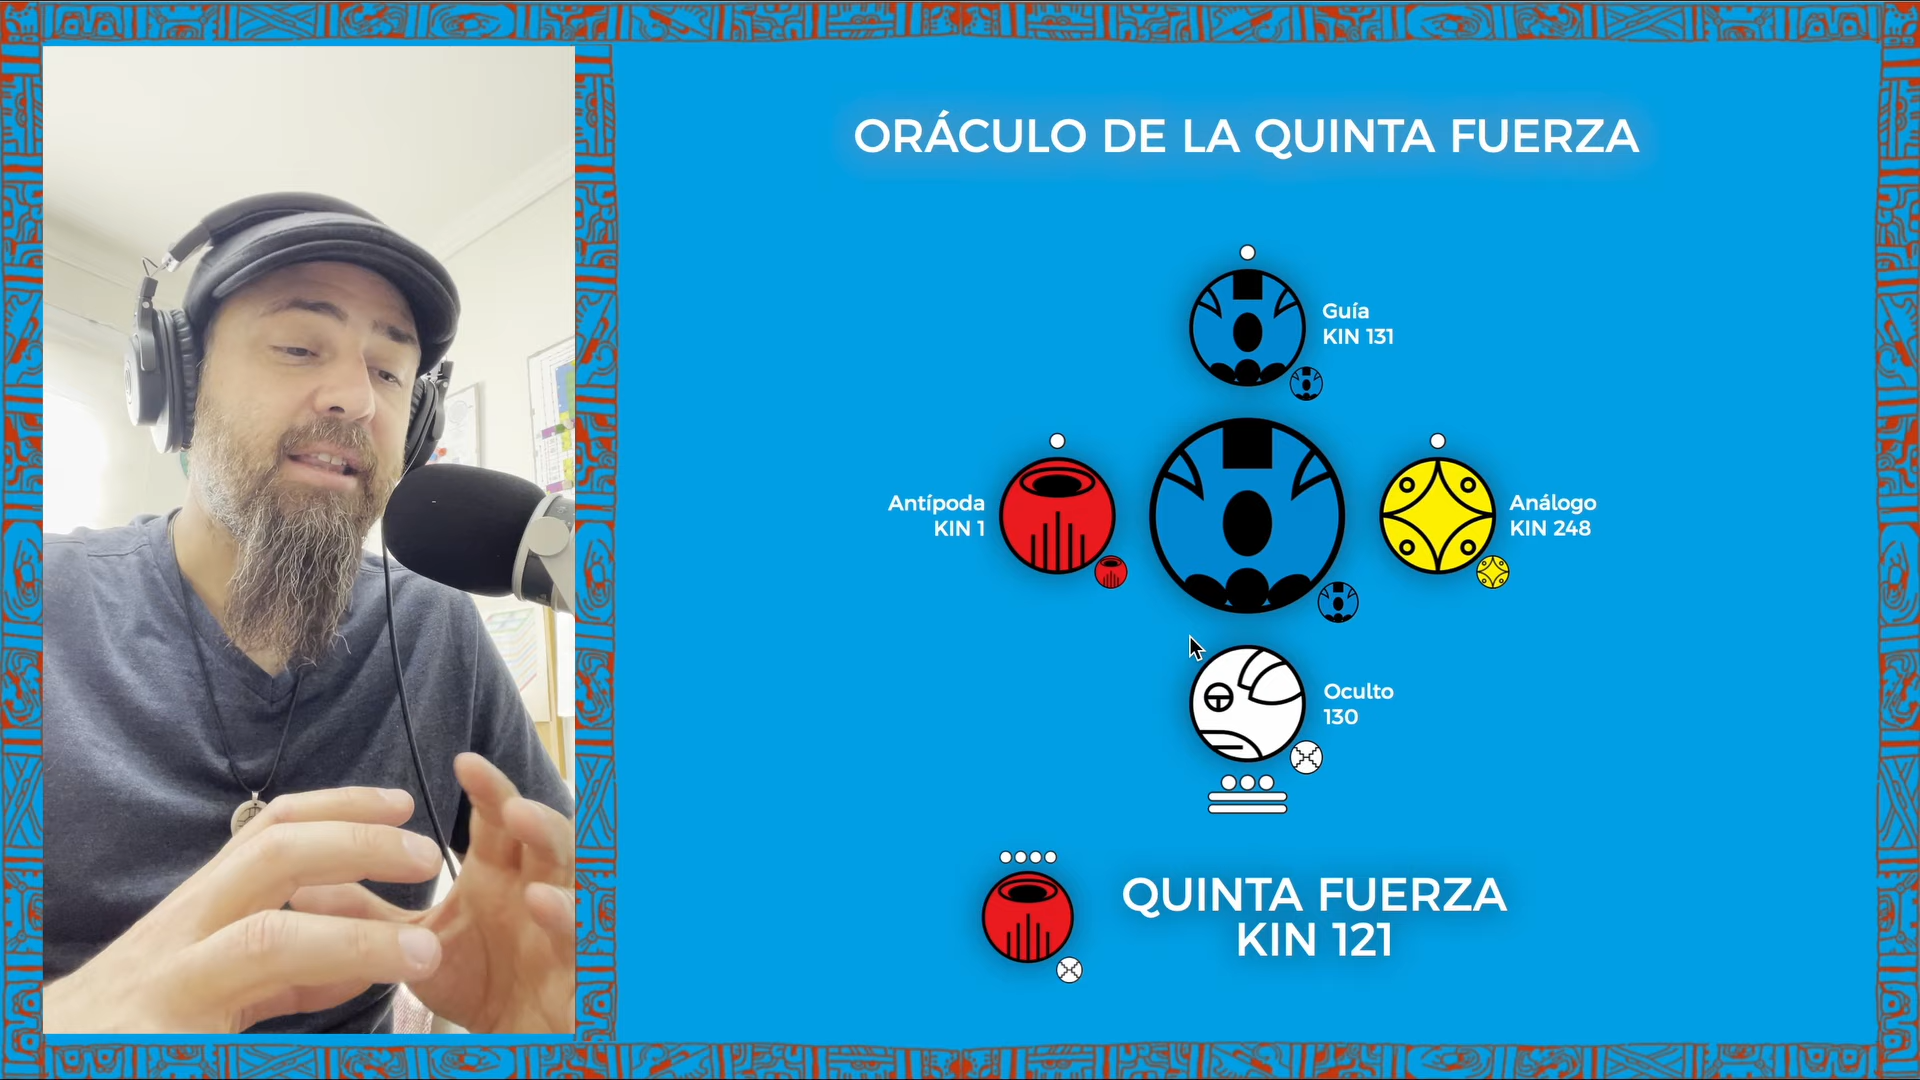 ORÁCULO DE LA QUINTA FUERZA
Guía
KIN 131
Antípoda
KIN 1
Análogo
KIN 248
Oculto
130
QUINTA FUERZA
KIN 121